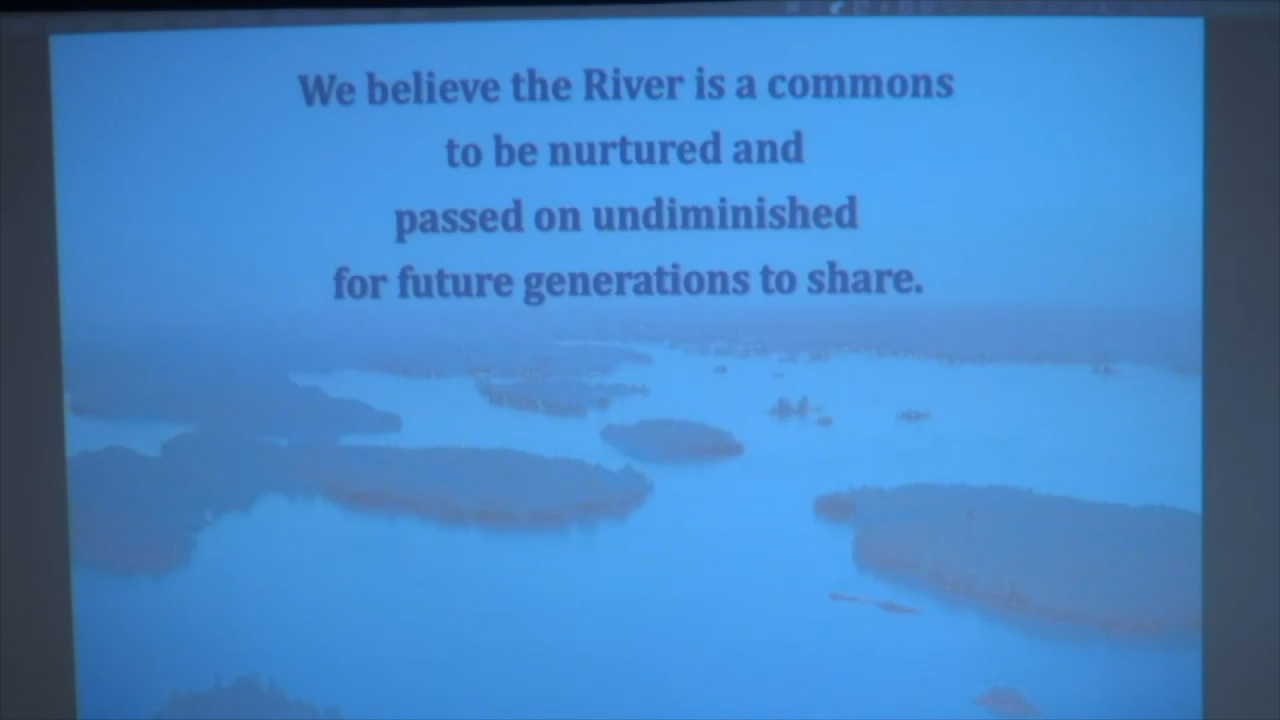 We believe the River is a commons
to be nurtured and
passed on undiminished
for future generations to share.